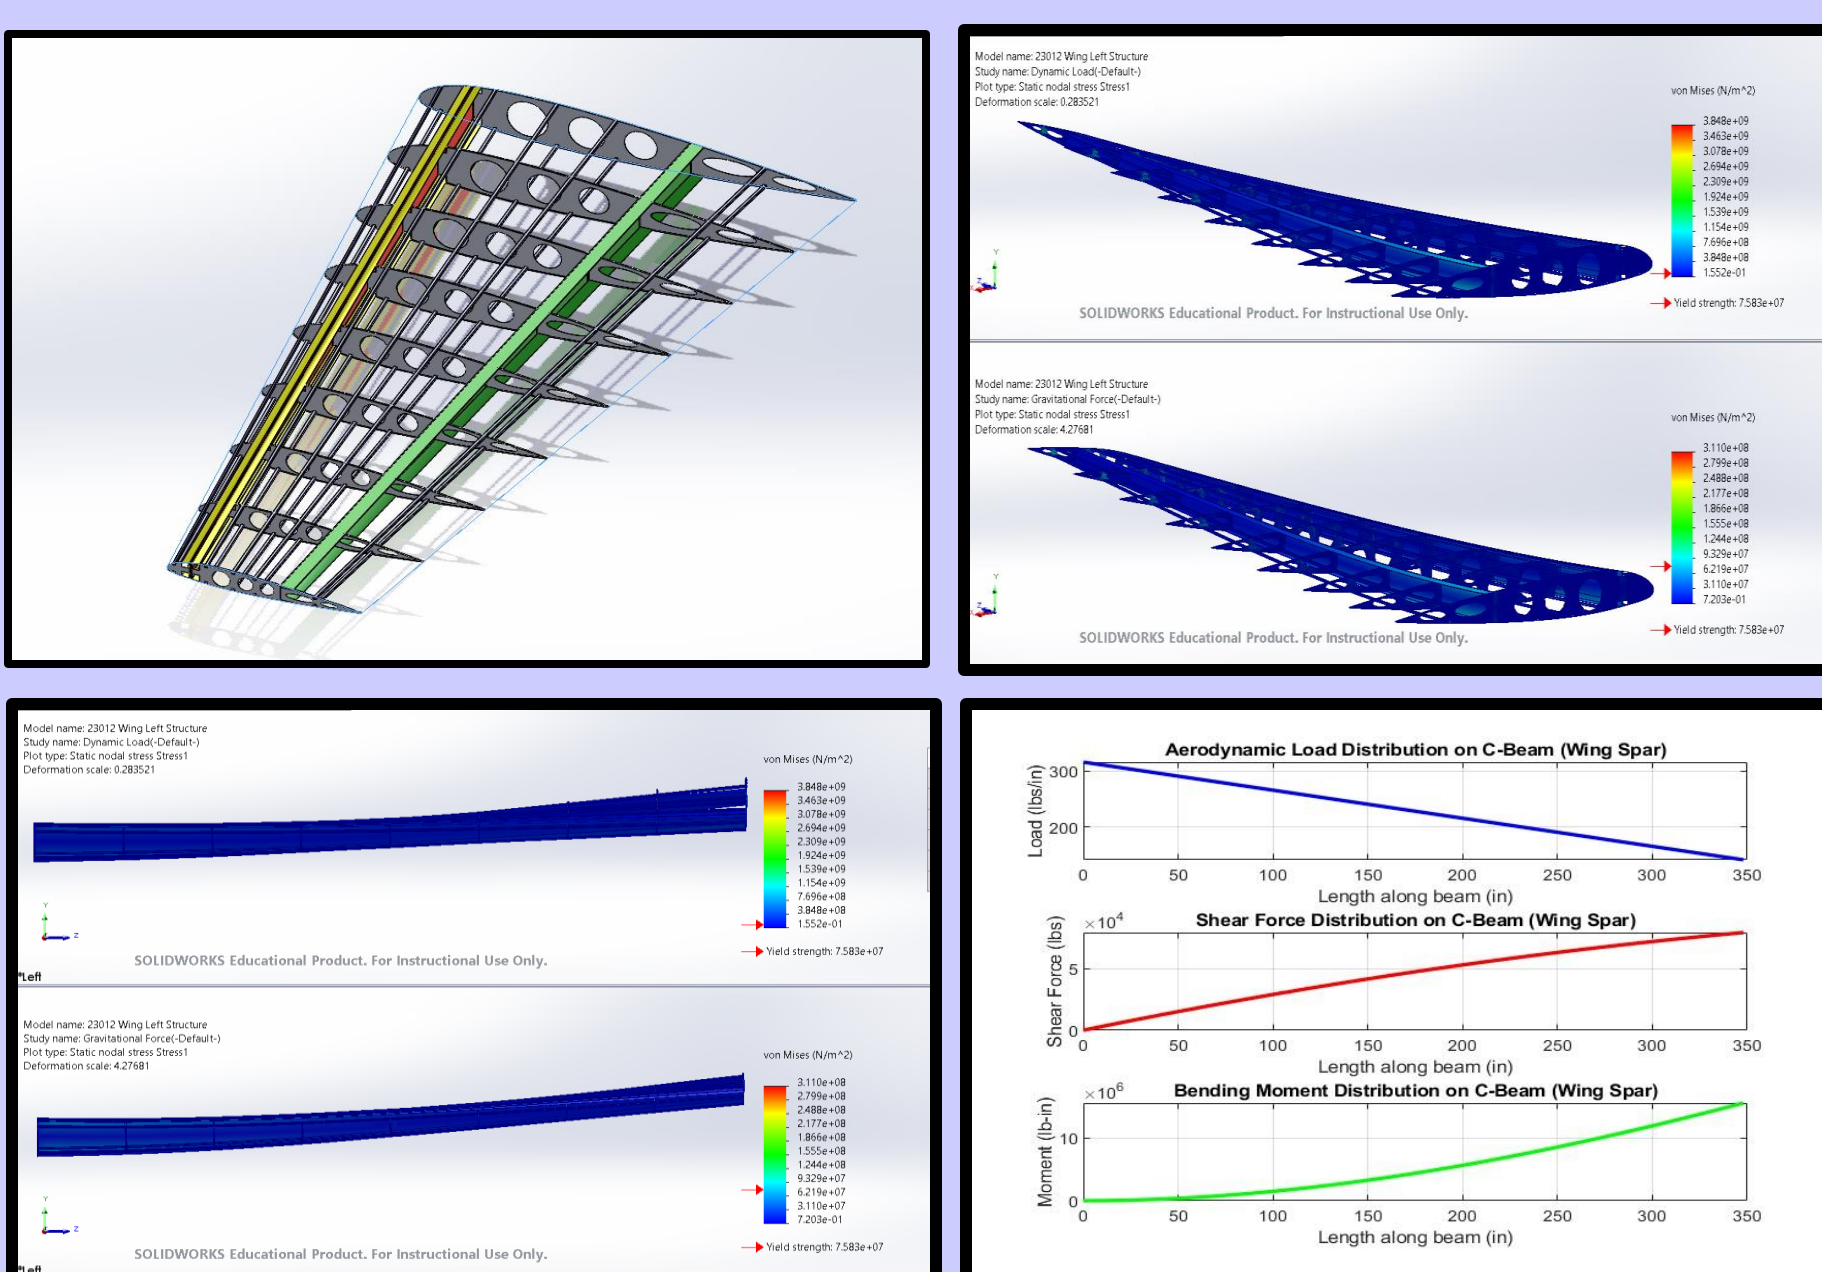 Model name: 23012 Wing Left Structure
Study name: Dynamic Load(-Default-)
Plot type: Static nodal stress Stress1
Deformation scale: 0.283521
von Mises (N/m^2)
3.848e+09
3.463e+09
3.078e+09
2.694e+09
2.309e+09
1.924e+09
1.539e+09
1.154e+09
7.696e+08
3.848e+08
1.552e-01
Yield strength: 7.583e+07
Y
Z
SOLIDWORKS Educational Product. For Instructional Use Only.
Model name: 23012 Wing Left Structure
Study name: Gravitational Force(-Default-)
Plot type: Static nodal stress Stress1
Deformation scale: 4.27681
von Mises (N/m^2)
3.110e+08
2.799e+08
2.488e+08
2.177e+08
1.866e+08
1.555e+08
1.244e+08
9.329e+07
6.219e+07
3.110e+07
7.203e-01
Yield strength: 7.583e+07
Y
Z
SOLIDWORKS Educational Product. For Instructional Use Only.
Model name: 23012 Wing Left Structure
Study name: Dynamic Load(-Default-)
Plot type: Static nodal stress Stress1
Deformation scale: 0.283521
von Mises (N/m^2)
3.848e+09
3.463e+09
3.078e+09
2.694e+09
2.309e+09
1.924e+09
1.539e+09
1.154e+09
7.696e+08
3.848e+08
1.552e-01
Yield strength: 7.583e+07
Y
Z
SOLIDWORKS Educational Product. For Instructional Use Only.
*Left
Model name: 23012 Wing Left Structure
Study name: Gravitational Force(-Default-)
Plot type: Static nodal stress Stress1
Deformation scale: 4.27681
von Mises (N/m^2)
3.110e+08
2.799e+08
2.488e+08
2.177e+08
1.866e+08
1.555e+08
1.244e+08
9.329e+07
6.219e+07
3.110e+07
7.203e-01
Yield strength: 7.583e+07
Y
Z
SOLIDWORKS Educational Product. For Instructional Use Only.
*Left
Aerodynamic Load Distribution on C-Beam (Wing Spar)
Load (lbs/in)
300
200
0 50 100 150 200 250 300 350
Length along beam (in)
×10^4
Shear Force Distribution on C-Beam (Wing Spar)
Shear Force (lbs)
5
0
0 50 100 150 200 250 300 350
Length along beam (in)
×10^6
Bending Moment Distribution on C-Beam (Wing Spar)
Moment (lb-in)
10
0
0 50 100 150 200 250 300 350
Length along beam (in)